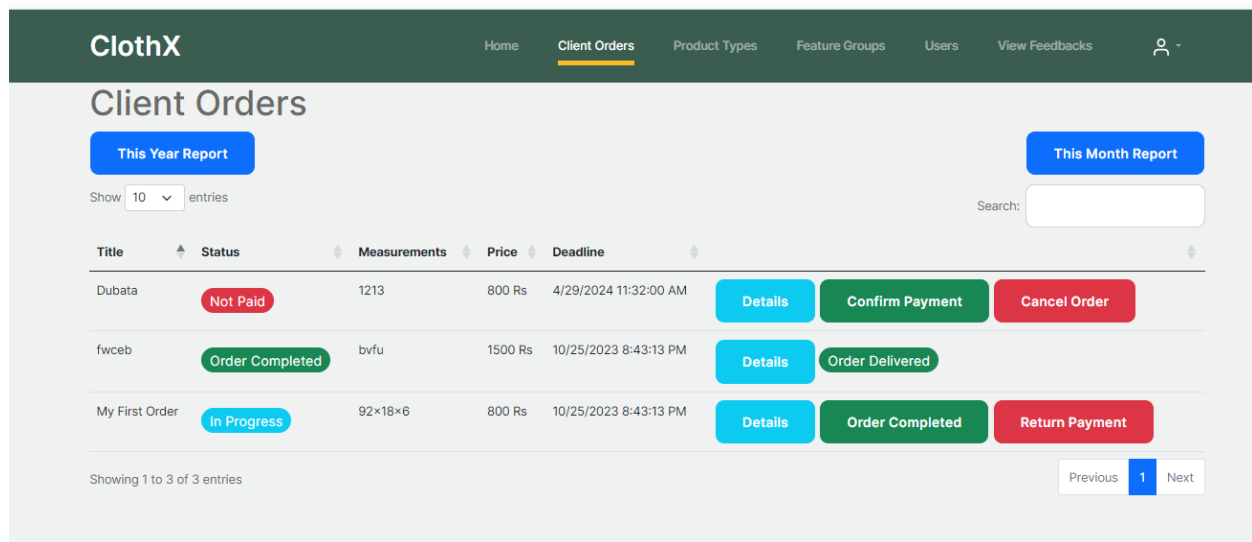 ClothX Home Client Orders Product Types Feature Groups Users View Feedbacks
Client Orders
This Year Report This Month Report
Show 10 entries Search:
Title Status Measurements Price Deadline
Dubata Not Paid 1213 800 Rs 4/29/2024 11:32:00 AM Details Confirm Payment Cancel Order
fwceb Order Completed bvfu 1500 Rs 10/25/2023 8:43:13 PM Details Order Delivered
My First Order In Progress 92×18×6 800 Rs 10/25/2023 8:43:13 PM Details Order Completed Return Payment
Showing 1 to 3 of 3 entries Previous 1 Next